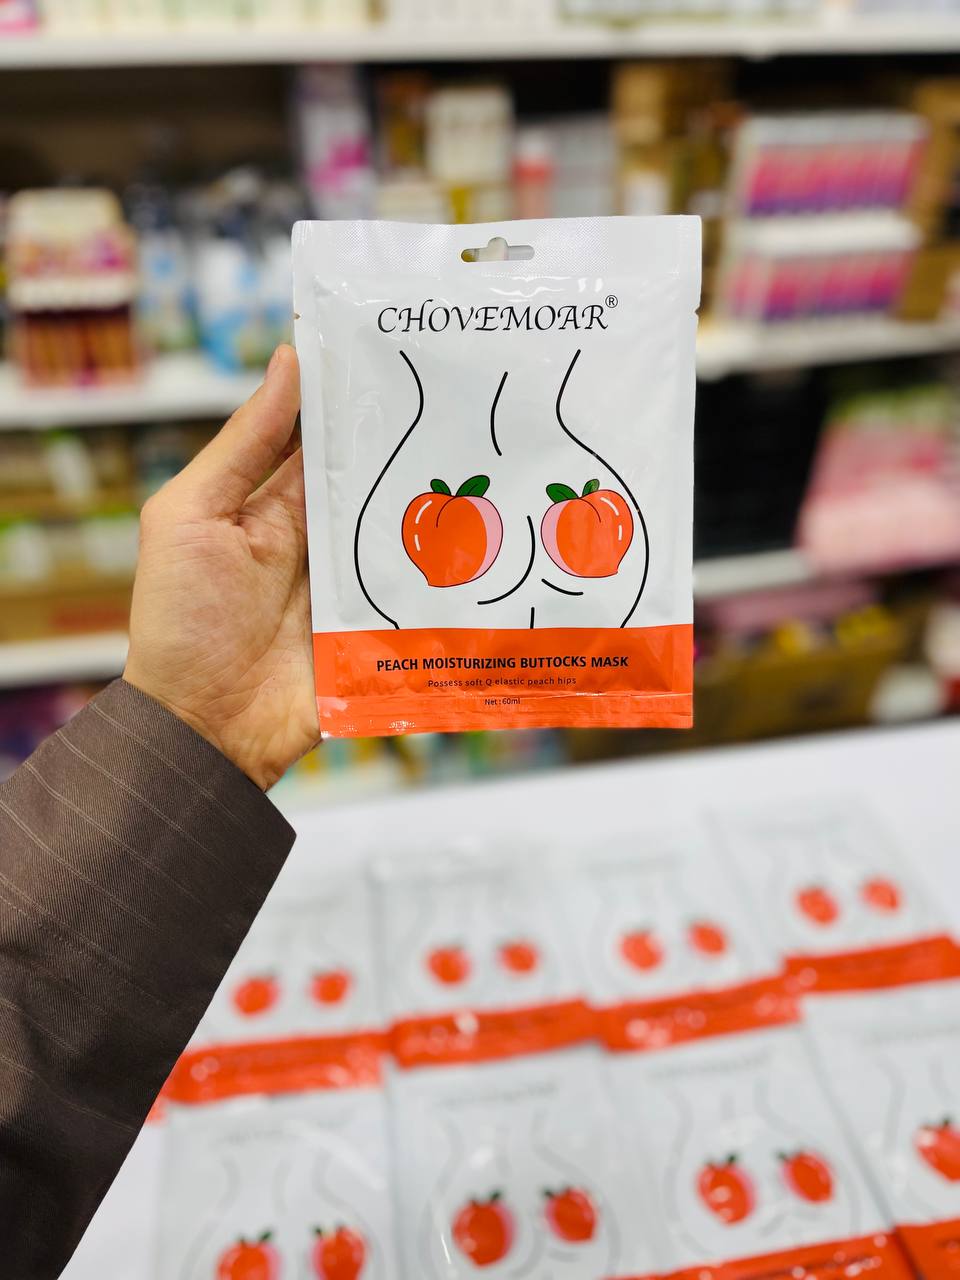 CHOVEMOAR®
PEACH MOISTURIZING BUTTOCKS MASK
Possess soft Q elastic peach hips
Net:60ml